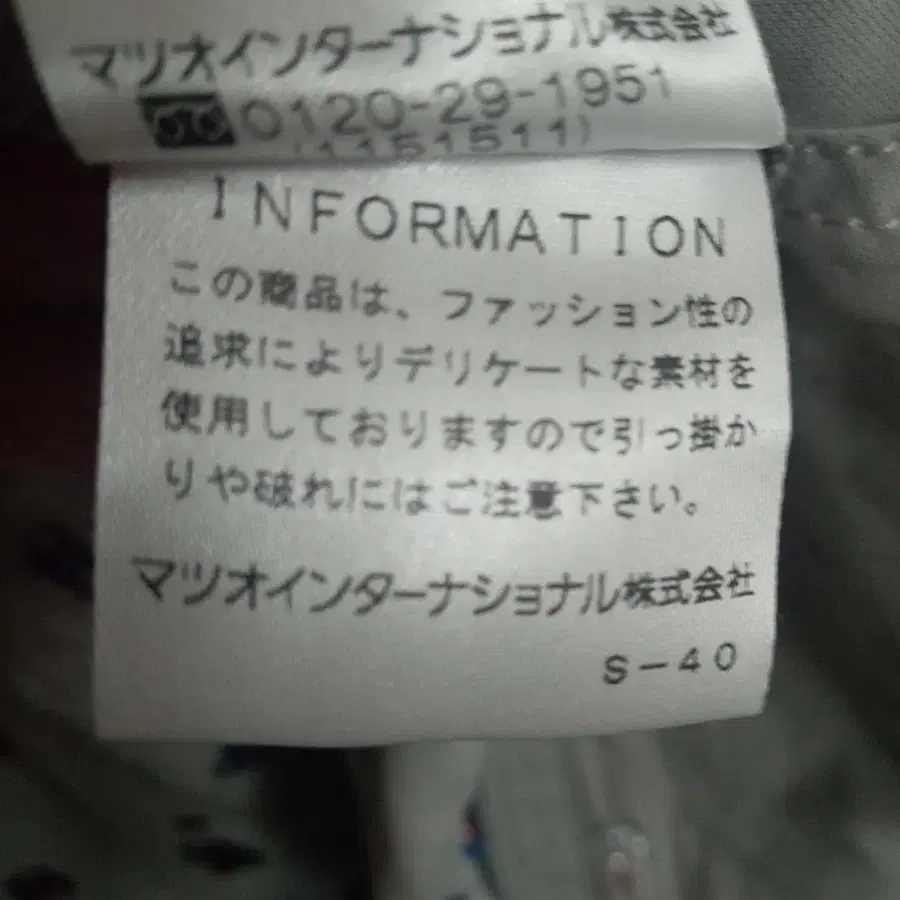 マツオインターナショナル株式会社
0120-29-1951
(1151511)
INFORMATION
この商品は、ファッション性の
追求によりデリケートな素材を
使用しておりますので引っ掛か
りや破れにはご注意下さい。
マツオインターナショナル株式会社
S-40